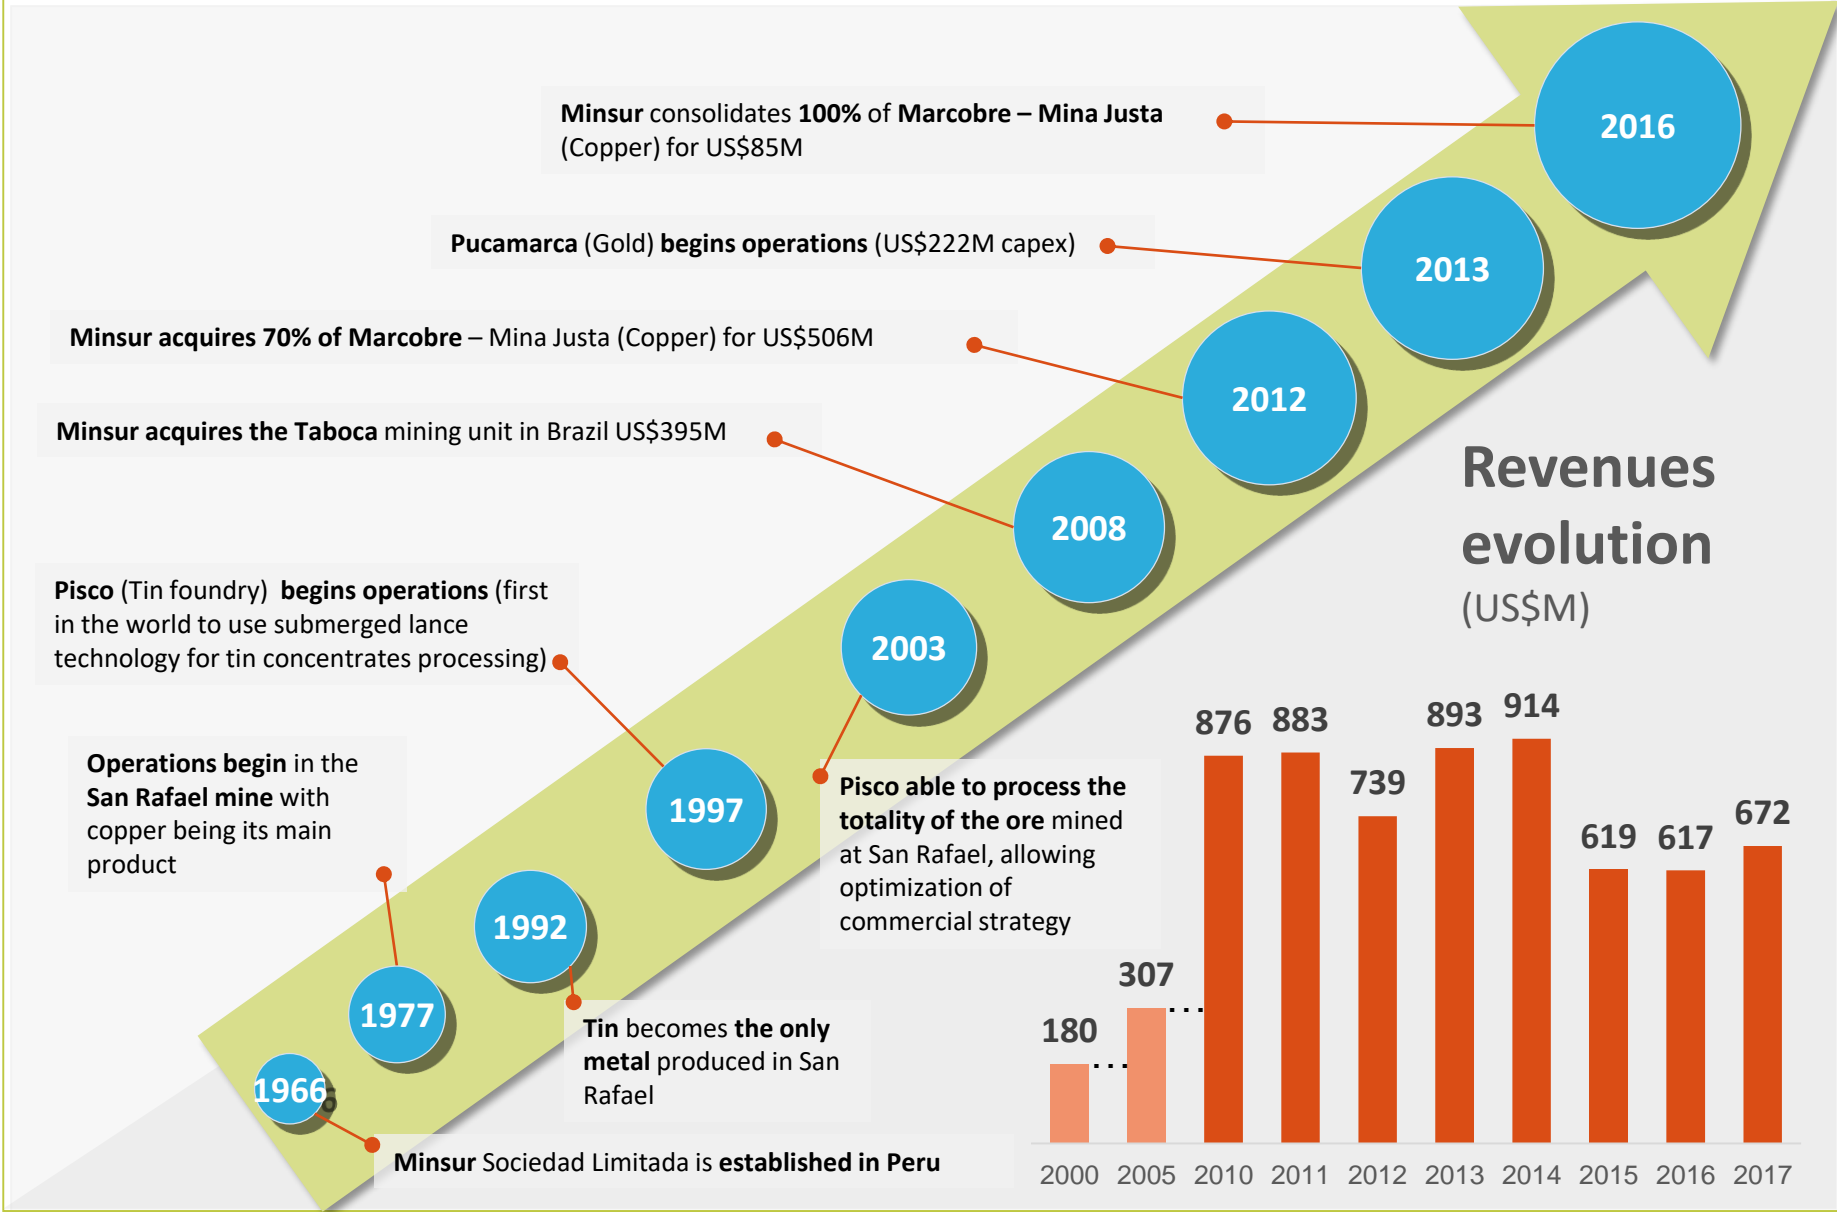 Minsur consolidates 100% of Marcobre – Mina Justa
(Copper) for US$85M
2016
Pucamarca (Gold) begins operations (US$222M capex)
2013
Minsur acquires 70% of Marcobre – Mina Justa (Copper) for US$506M
2012
Minsur acquires the Taboca mining unit in Brazil US$395M
2008
Pisco (Tin foundry)  begins operations (first
in the world to use submerged lance
technology for tin concentrates processing)
1997
2003
Pisco able to process the
totality of the ore mined
at San Rafael, allowing
optimization of
commercial strategy
Operations begin in the
San Rafael mine with
copper being its main
product
1977
1992
Tin becomes the only
metal produced in San
Rafael
1966
Minsur Sociedad Limitada is established in Peru
Revenues
evolution
(US$M)
180 307 876 883 739 893 914 619 617 672
2000 2005 2010 2011 2012 2013 2014 2015 2016 2017